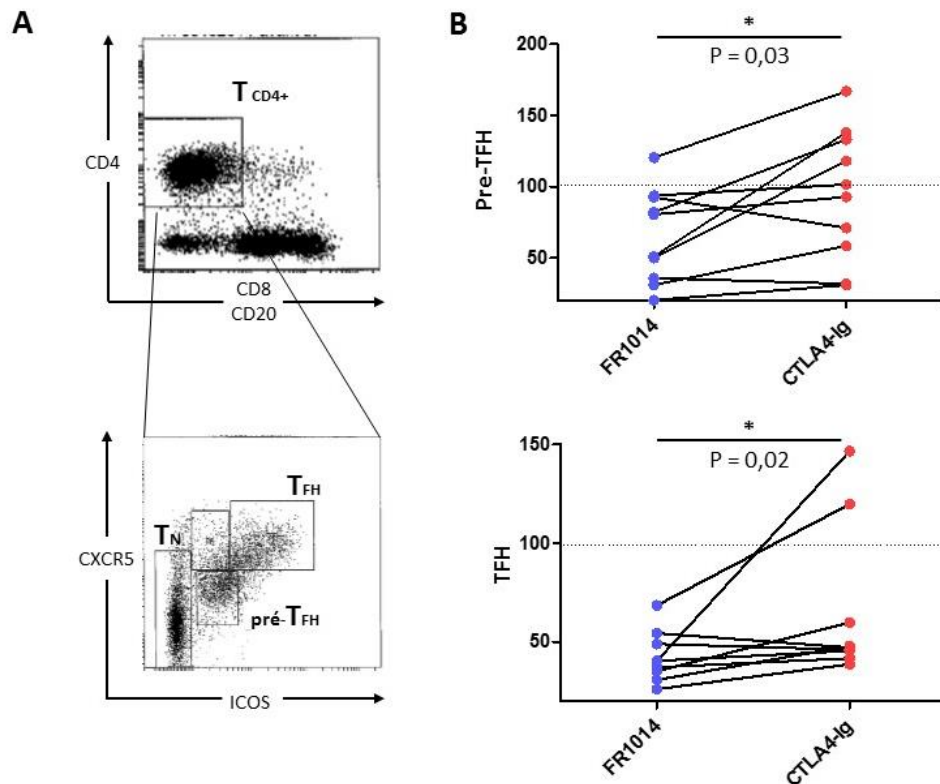 A
T CD4+
CD4
CD8
CD20
TFH
TN
CXCR5
pré-TFH
ICOS
B
*
P = 0,03
200
150
100
50
Pre-TFH
FR1014
CTLA4-Ig
*
P = 0,02
150
100
50
TFH
FR1014
CTLA4-Ig